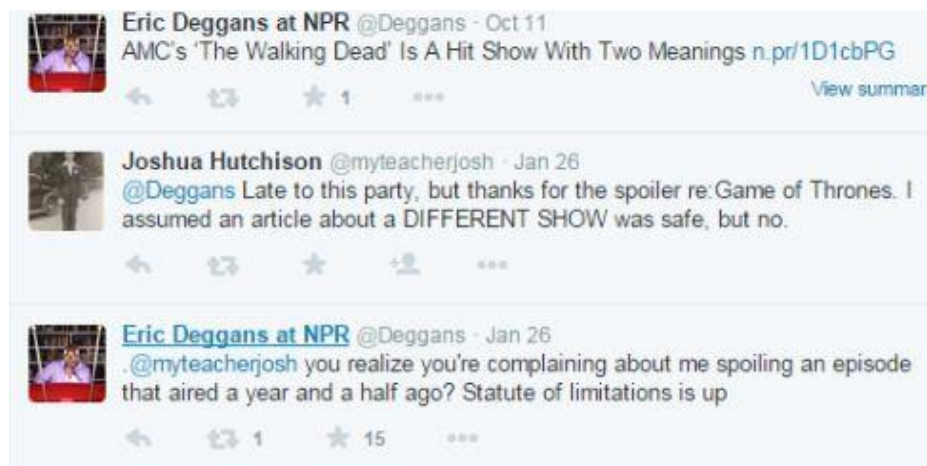 Eric Deggans at NPR @Deggans · Oct 11
AMC's 'The Walking Dead' Is A Hit Show With Two Meanings n.pr/1D1cbPG
1
View summar
Joshua Hutchison @myteacherjosh · Jan 26
@Deggans Late to this party, but thanks for the spoiler re:Game of Thrones. I
assumed an article about a DIFFERENT SHOW was safe, but no.
Eric Deggans at NPR @Deggans · Jan 26
.@myteacherjosh you realize you're complaining about me spoiling an episode
that aired a year and a half ago? Statute of limitations is up
1 15